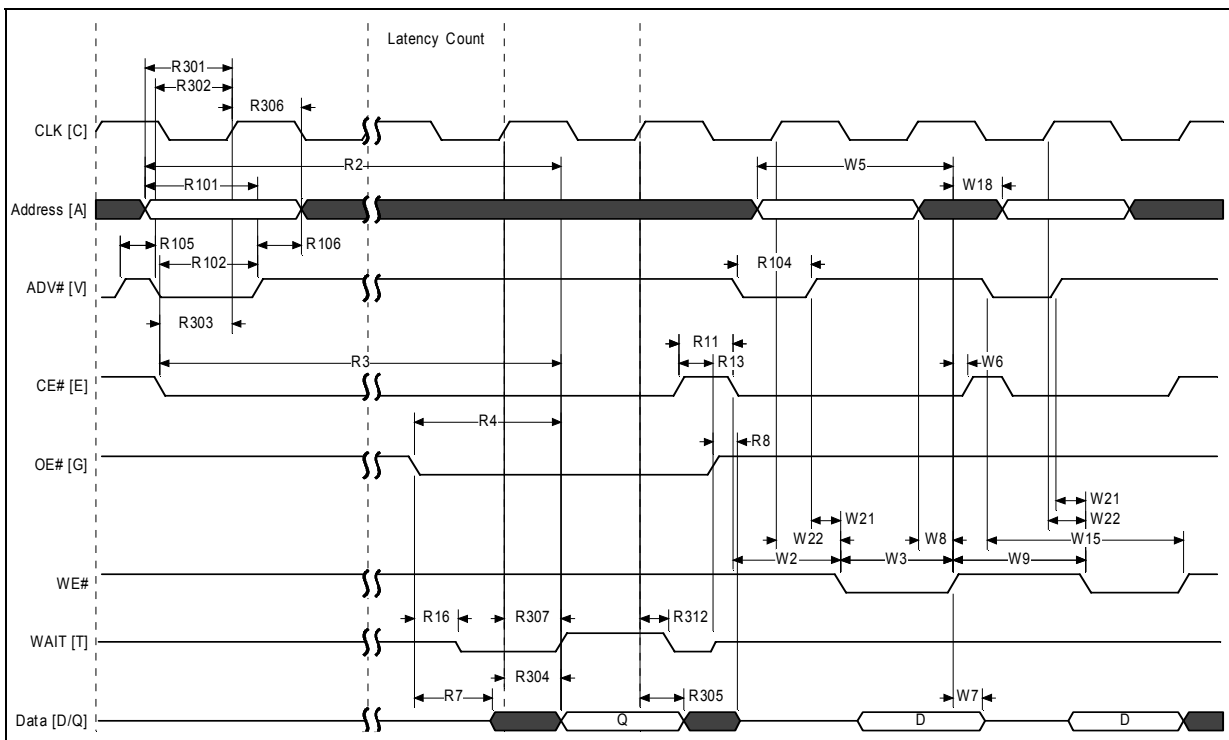 Latency Count
R301
R302
R306
CLK [C]
R2
W5
R101
W18
Address [A]
R105
R106
R102
R104
ADV# [V]
R303
R11
R3
R13
W6
CE# [E]
R4
R8
OE# [G]
W21
W21
W22
W22
W8
W15
W2
W3
W9
WE#
R16
R307
R312
WAIT [T]
R304
R7
R305
W7
Data [D/Q]
Q
D
D